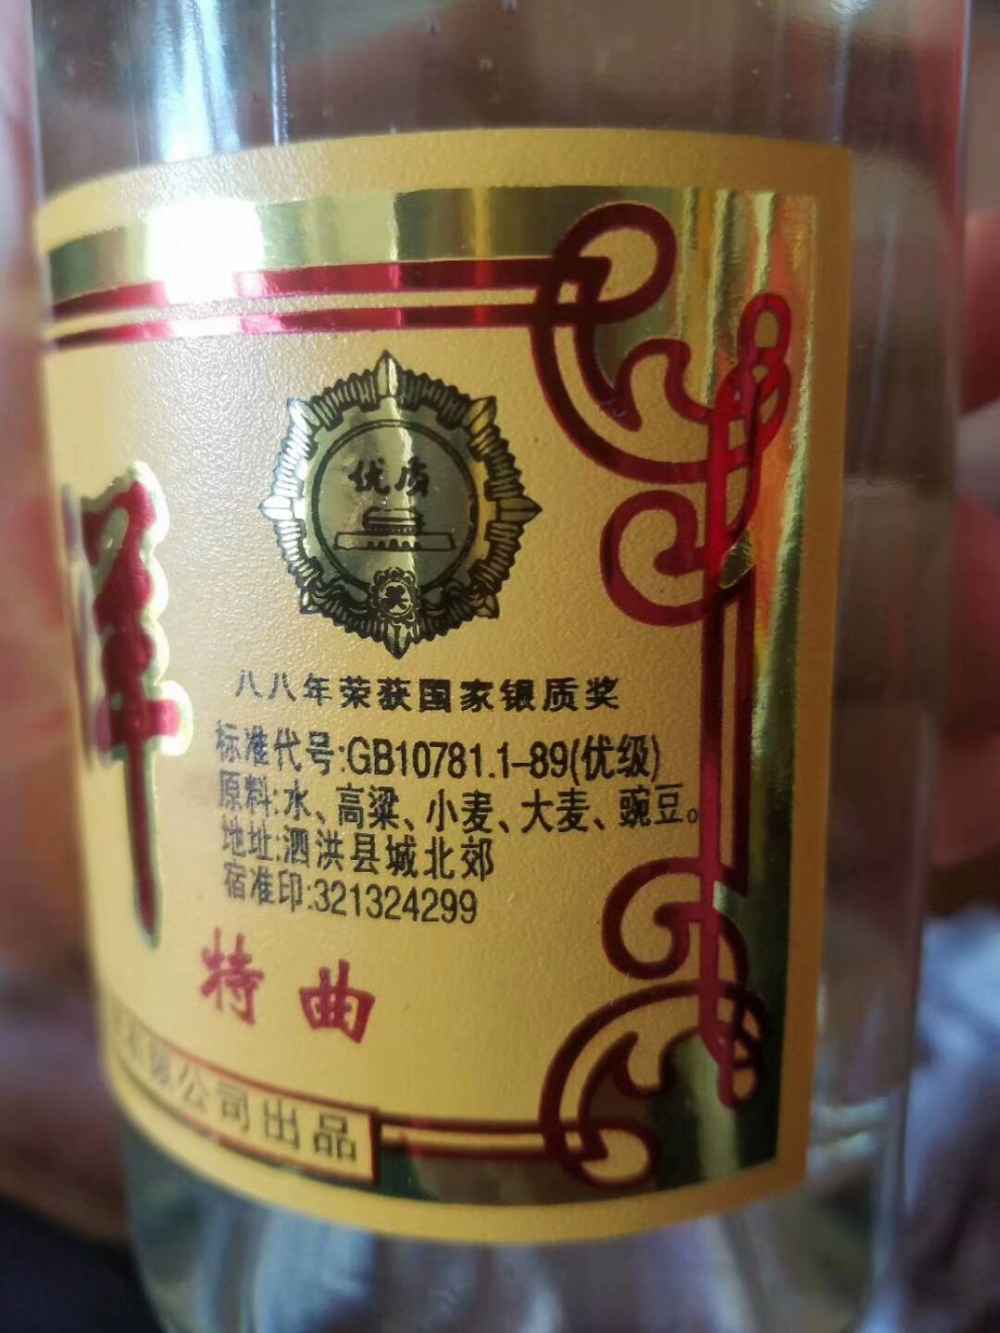 优质
八八年荣获国家银质奖
标准代号:GB10781.1-89(优级)
原料:水、高粱、小麦、大麦、豌豆。
地址:泗洪县城北郊
宿准印:321324299
特曲
公司出品